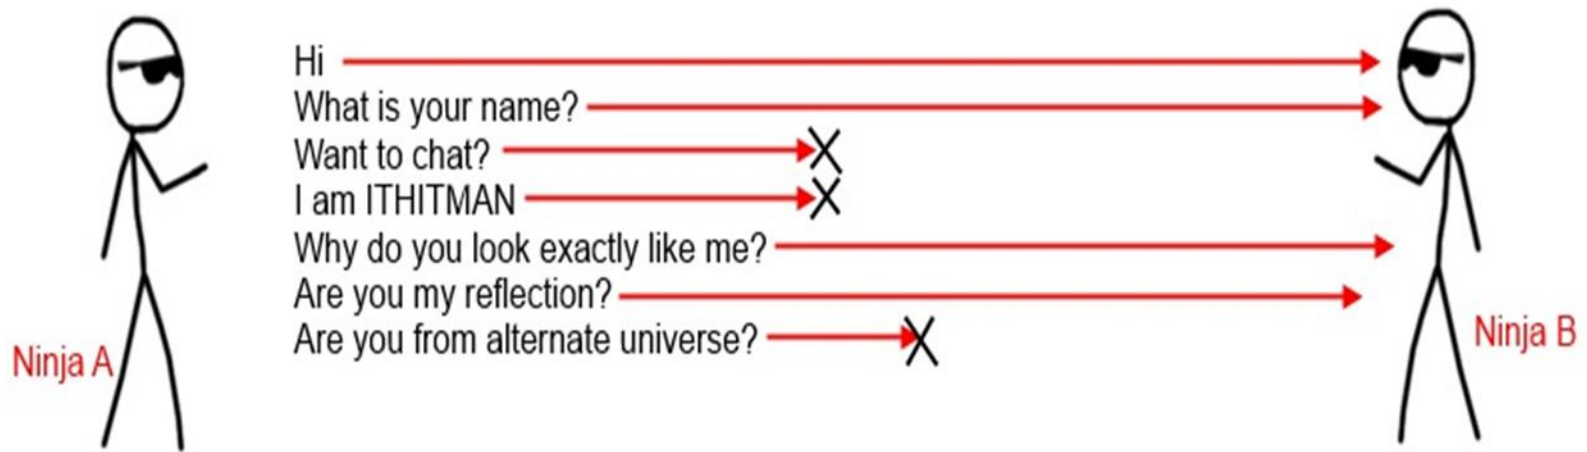 Hi
What is your name?
Want to chat?
I am ITHITMAN
Why do you look exactly like me?
Are you my reflection?
Are you from alternate universe?
Ninja A
Ninja B